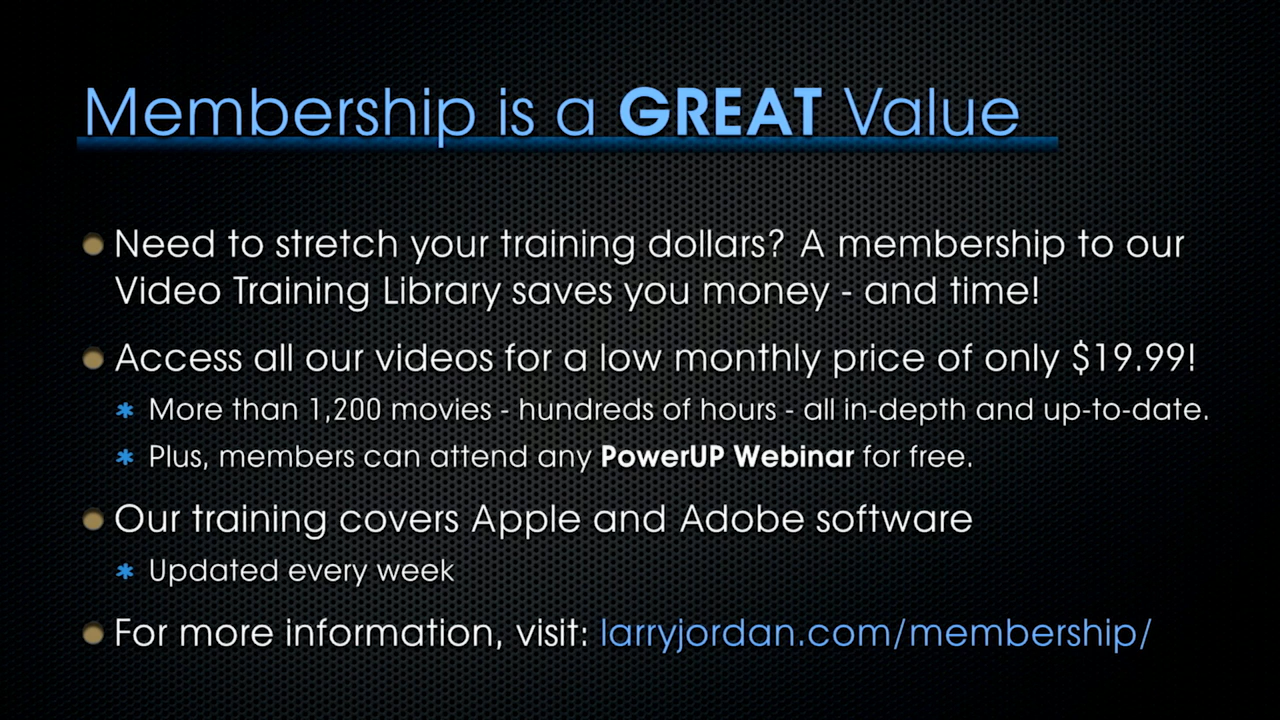 Membership is a GREAT Value
Need to stretch your training dollars? A membership to our
Video Training Library saves you money - and time!
Access all our videos for a low monthly price of only $19.99!
More than 1,200 movies - hundreds of hours - all in-depth and up-to-date.
Plus, members can attend any PowerUP Webinar for free.
Our training covers Apple and Adobe software
Updated every week
For more information, visit: larryjordan.com/membership/